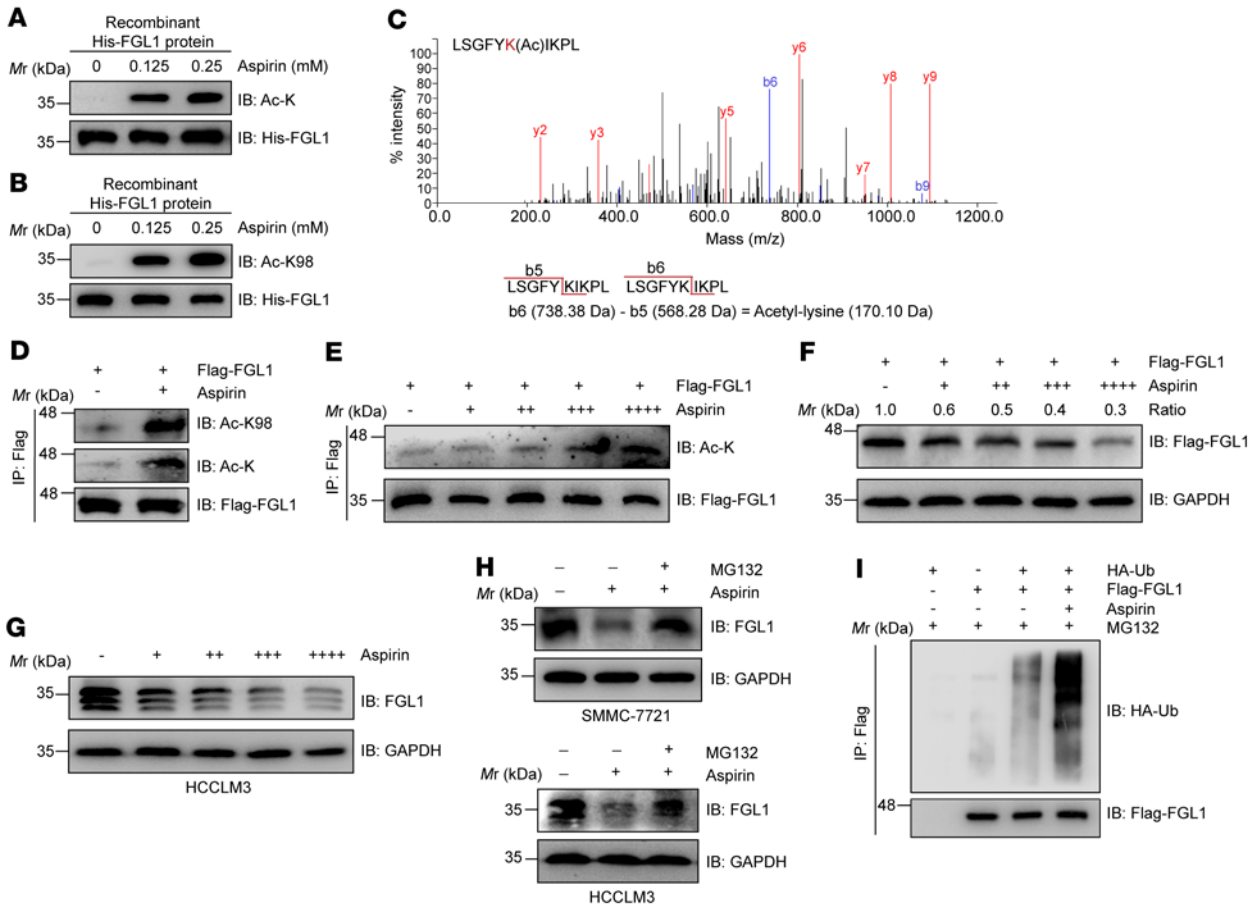 A
Recombinant
His-FGL1 protein
Mr (kDa) 0 0.125 0.25 Aspirin (mM)
35 IB: Ac-K
35 IB: His-FGL1
B
Recombinant
His-FGL1 protein
Mr (kDa) 0 0.125 0.25 Aspirin (mM)
35 IB: Ac-K98
35 IB: His-FGL1
C
LSGFYK(Ac)IKPL
% intensity
100
90
80
70
60
50
40
30
20
10
0
y2 y3 y5 b6 y6 y7 y8 y9 b9
0.0 200.0 400.0 600.0 800.0 1000.0 1200.0
Mass (m/z)
b5 b6
LSGFYKIKPL LSGFYKIKPL
b6 (738.38 Da) - b5 (568.28 Da) = Acetyl-lysine (170.10 Da)
D
+ + Flag-FGL1
Mr (kDa) - + Aspirin
IP: Flag
48 IB: Ac-K98
48 IB: Ac-K
48 IB: Flag-FGL1
E
+ + + + + Flag-FGL1
Mr (kDa) - + ++ +++ ++++ Aspirin
IP: Flag
48 IB: Ac-K
35 IB: Flag-FGL1
F
+ + + + + Flag-FGL1
- + ++ +++ ++++ Aspirin
Mr (kDa) 1.0 0.6 0.5 0.4 0.3 Ratio
48 IB: Flag-FGL1
35 IB: GAPDH
G
Mr (kDa) - + ++ +++ ++++ Aspirin
35 IB: FGL1
35 IB: GAPDH
HCCLM3
H
– – + MG132
Mr (kDa) – + + Aspirin
35 IB: FGL1
35 IB: GAPDH
SMMC-7721
– – + MG132
Mr (kDa) – + + Aspirin
35 IB: FGL1
35 IB: GAPDH
HCCLM3
I
+ - + + HA-Ub
- + + + Flag-FGL1
- - - + Aspirin
Mr (kDa) + + + + MG132
IP: Flag
IB: HA-Ub
48 IB: Flag-FGL1